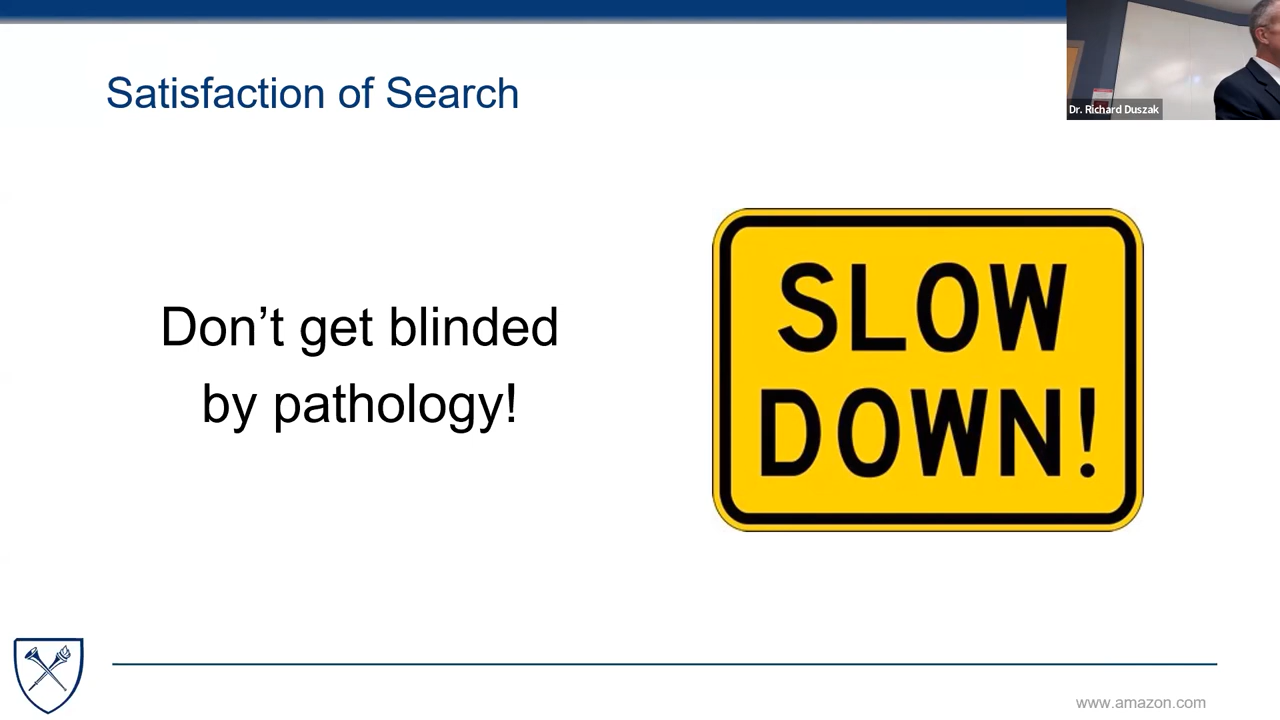 Dr. Richard Duszak
Satisfaction of Search
Don’t get blinded
by pathology!
SLOW
DOWN!
www.amazon.com